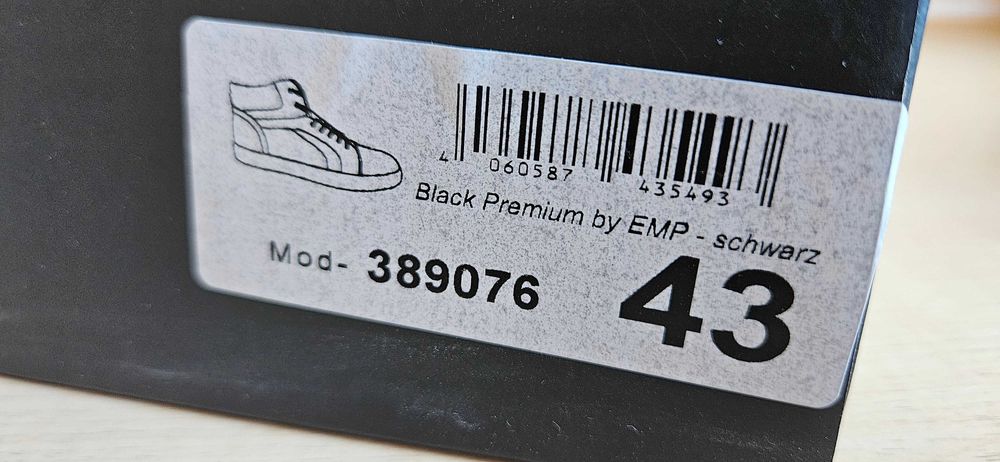 4 060587 435493
Black Premium by EMP - schwarz
Mod- 389076
43